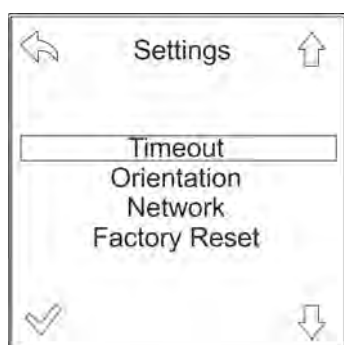 Settings
Timeout
Orientation
Network
Factory Reset